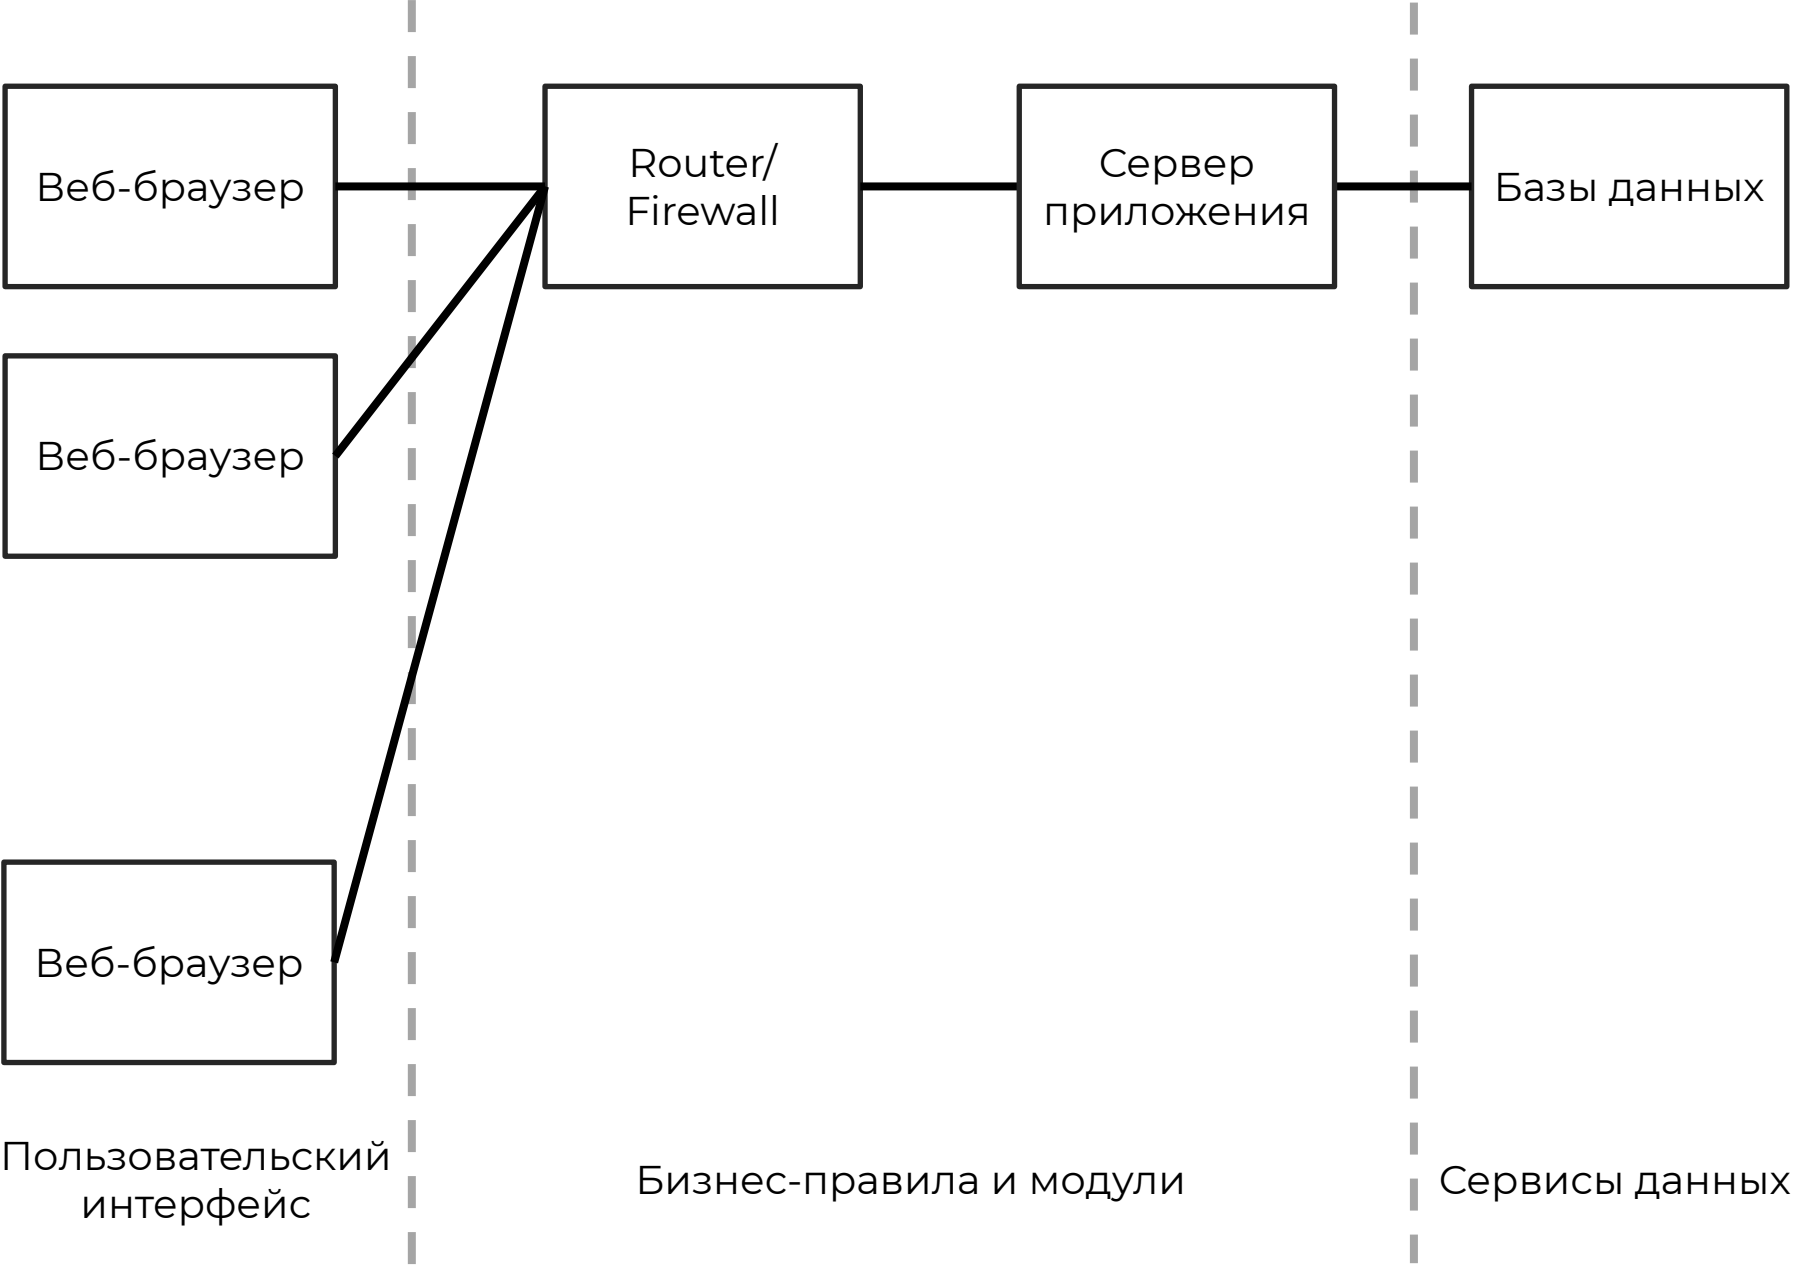 Веб-браузер
Router/
Firewall
Сервер
приложения
Базы данных
Веб-браузер
Веб-браузер
Пользовательский
интерфейс
Бизнес-правила и модули
Сервисы данных